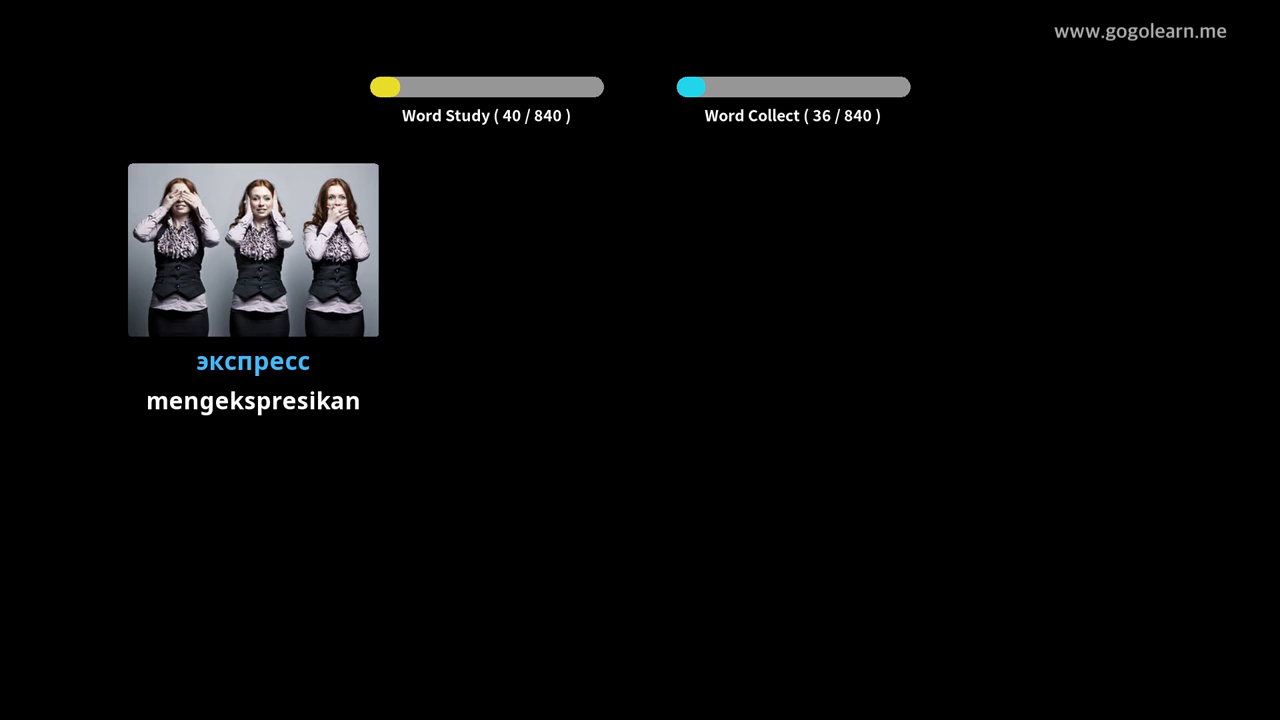 www.gogolearn.me
Word Study ( 40 / 840 )
Word Collect ( 36 / 840 )
экспресс
mengekspresikan